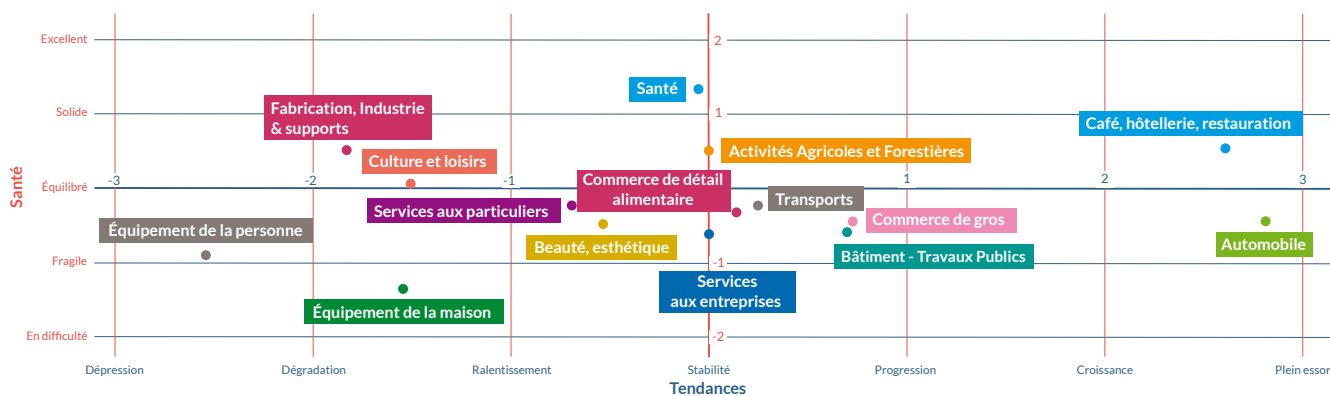 Excellent
2
Santé
Solide
1
Fabrication, Industrie
& supports
Café, hôtellerie, restauration
Culture et loisirs
Activités Agricoles et Forestières
Santé
Équilibré
-3
-2
-1
1
2
3
Commerce de détail
alimentaire
Transports
Services aux particuliers
Commerce de gros
Équipement de la personne
Beauté, esthétique
Automobile
Bâtiment - Travaux Publics
Fragile
-1
Services
aux entreprises
Équipement de la maison
En difficulté
-2
Dépression
Dégradation
Ralentissement
Stabilité
Progression
Croissance
Plein essor
Tendances